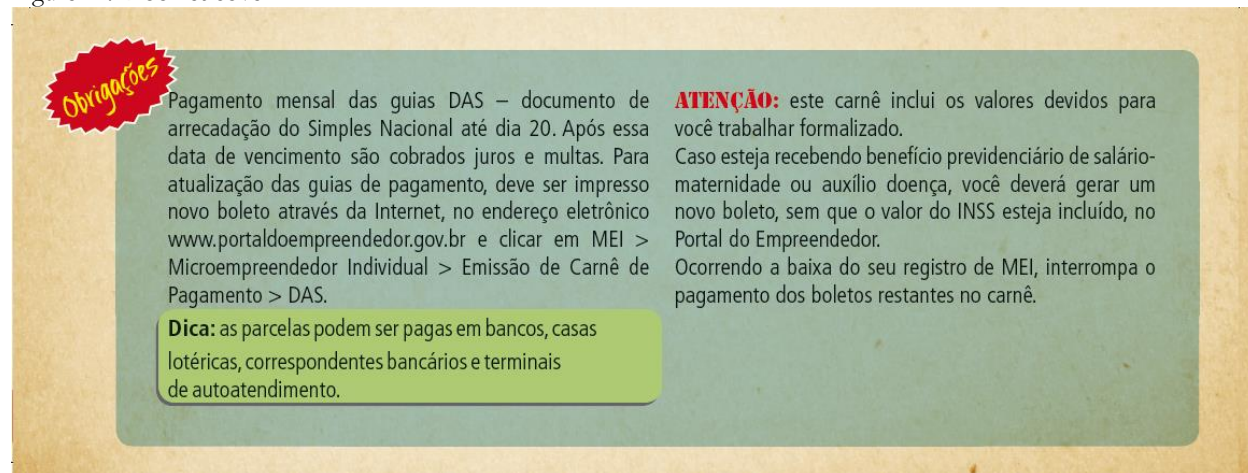 Obrigações
Pagamento mensal das guias DAS – documento de
arrecadação do Simples Nacional até dia 20. Após essa
data de vencimento são cobrados juros e multas. Para
atualização das guias de pagamento, deve ser impresso
novo boleto através da Internet, no endereço eletrônico
www.portaldoempreendedor.gov.br e clicar em MEI >
Microempreendedor Individual > Emissão de Carnê de
Pagamento > DAS.
Dica: as parcelas podem ser pagas em bancos, casas
lotéricas, correspondentes bancários e terminais
de autoatendimento.
ATENÇÃO: este carnê inclui os valores devidos para
você trabalhar formalizado.
Caso esteja recebendo benefício previdenciário de salário-
maternidade ou auxílio doença, você deverá gerar um
novo boleto, sem que o valor do INSS esteja incluído, no
Portal do Empreendedor.
Ocorrendo a baixa do seu registro de MEI, interrompa o
pagamento dos boletos restantes no carnê.